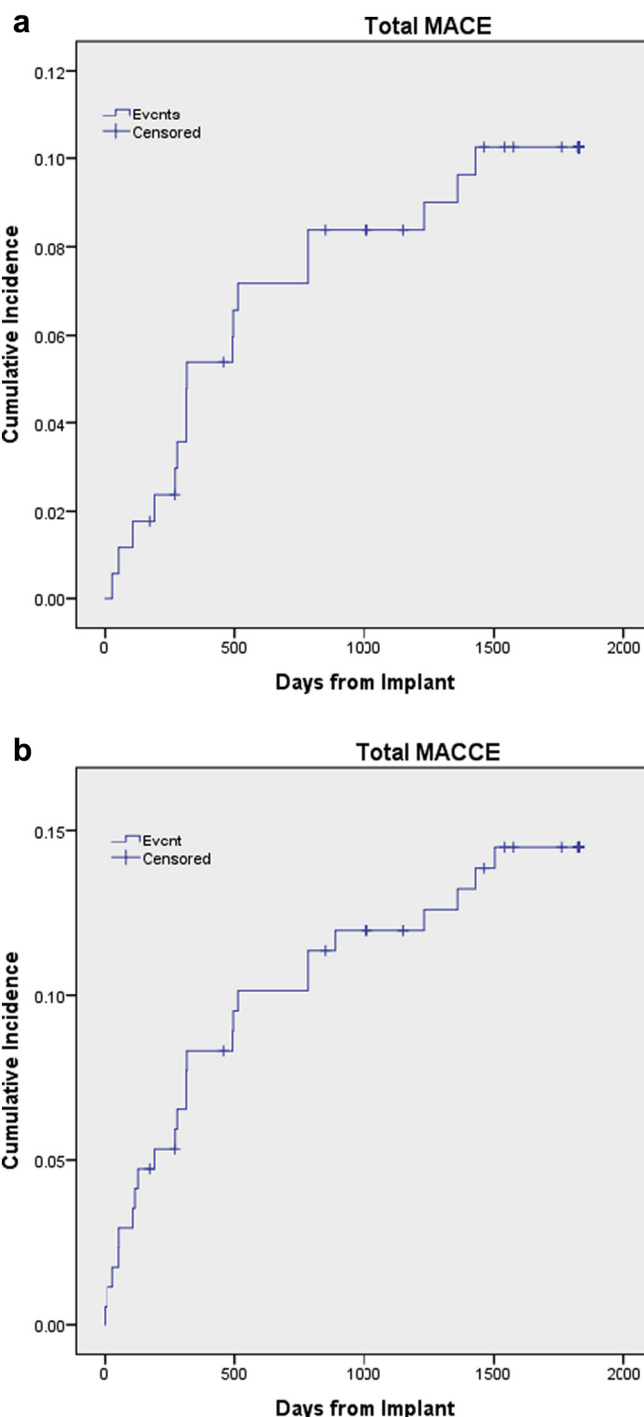 a
Total MACE
0.12
0.10
0.08
0.06
0.04
0.02
0.00
Cumulative Incidence
Events
Censored
0 500 1000 1500 2000
Days from Implant
b
Total MACCE
0.15
0.10
0.05
0.00
Cumulative Incidence
Event
Censored
0 500 1000 1500 2000
Days from Implant